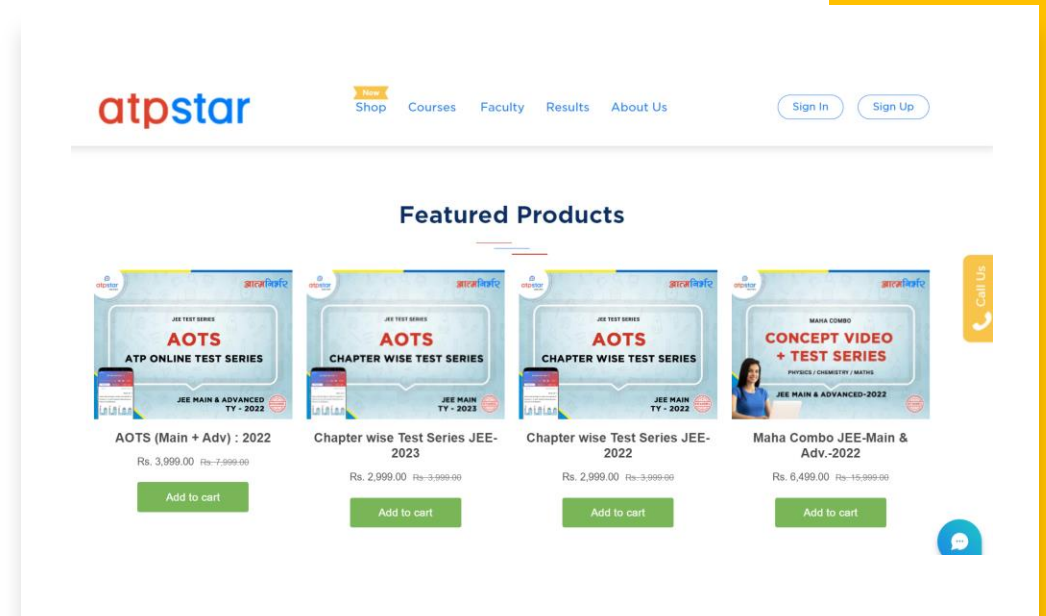 atpstar
New
Shop Courses Faculty Results About Us
Sign In Sign Up
Featured Products
Call Us
atpstar
आत्मनिर्भर
JEE TEST SERIES
AOTS
ATP ONLINE TEST SERIES
JEE MAIN & ADVANCED
TY - 2022
AOTS (Main + Adv) : 2022
Rs. 3,999.00 Rs. 7,999.00
Add to cart
atpstar
आत्मनिर्भर
JEE TEST SERIES
AOTS
CHAPTER WISE TEST SERIES
JEE MAIN
TY - 2023
Chapter wise Test Series JEE-
2023
Rs. 2,999.00 Rs. 3,999.00
Add to cart
atpstar
आत्मनिर्भर
JEE TEST SERIES
AOTS
CHAPTER WISE TEST SERIES
JEE MAIN
TY - 2022
Chapter wise Test Series JEE-
2022
Rs. 2,999.00 Rs. 3,999.00
Add to cart
atpstar
आत्मनिर्भर
MAHA COMBO
CONCEPT VIDEO
+ TEST SERIES
PHYSICS / CHEMISTRY / MATHS
JEE MAIN & ADVANCED-2022
Maha Combo JEE-Main &
Adv.-2022
Rs. 6,499.00 Rs. 15,999.00
Add to cart